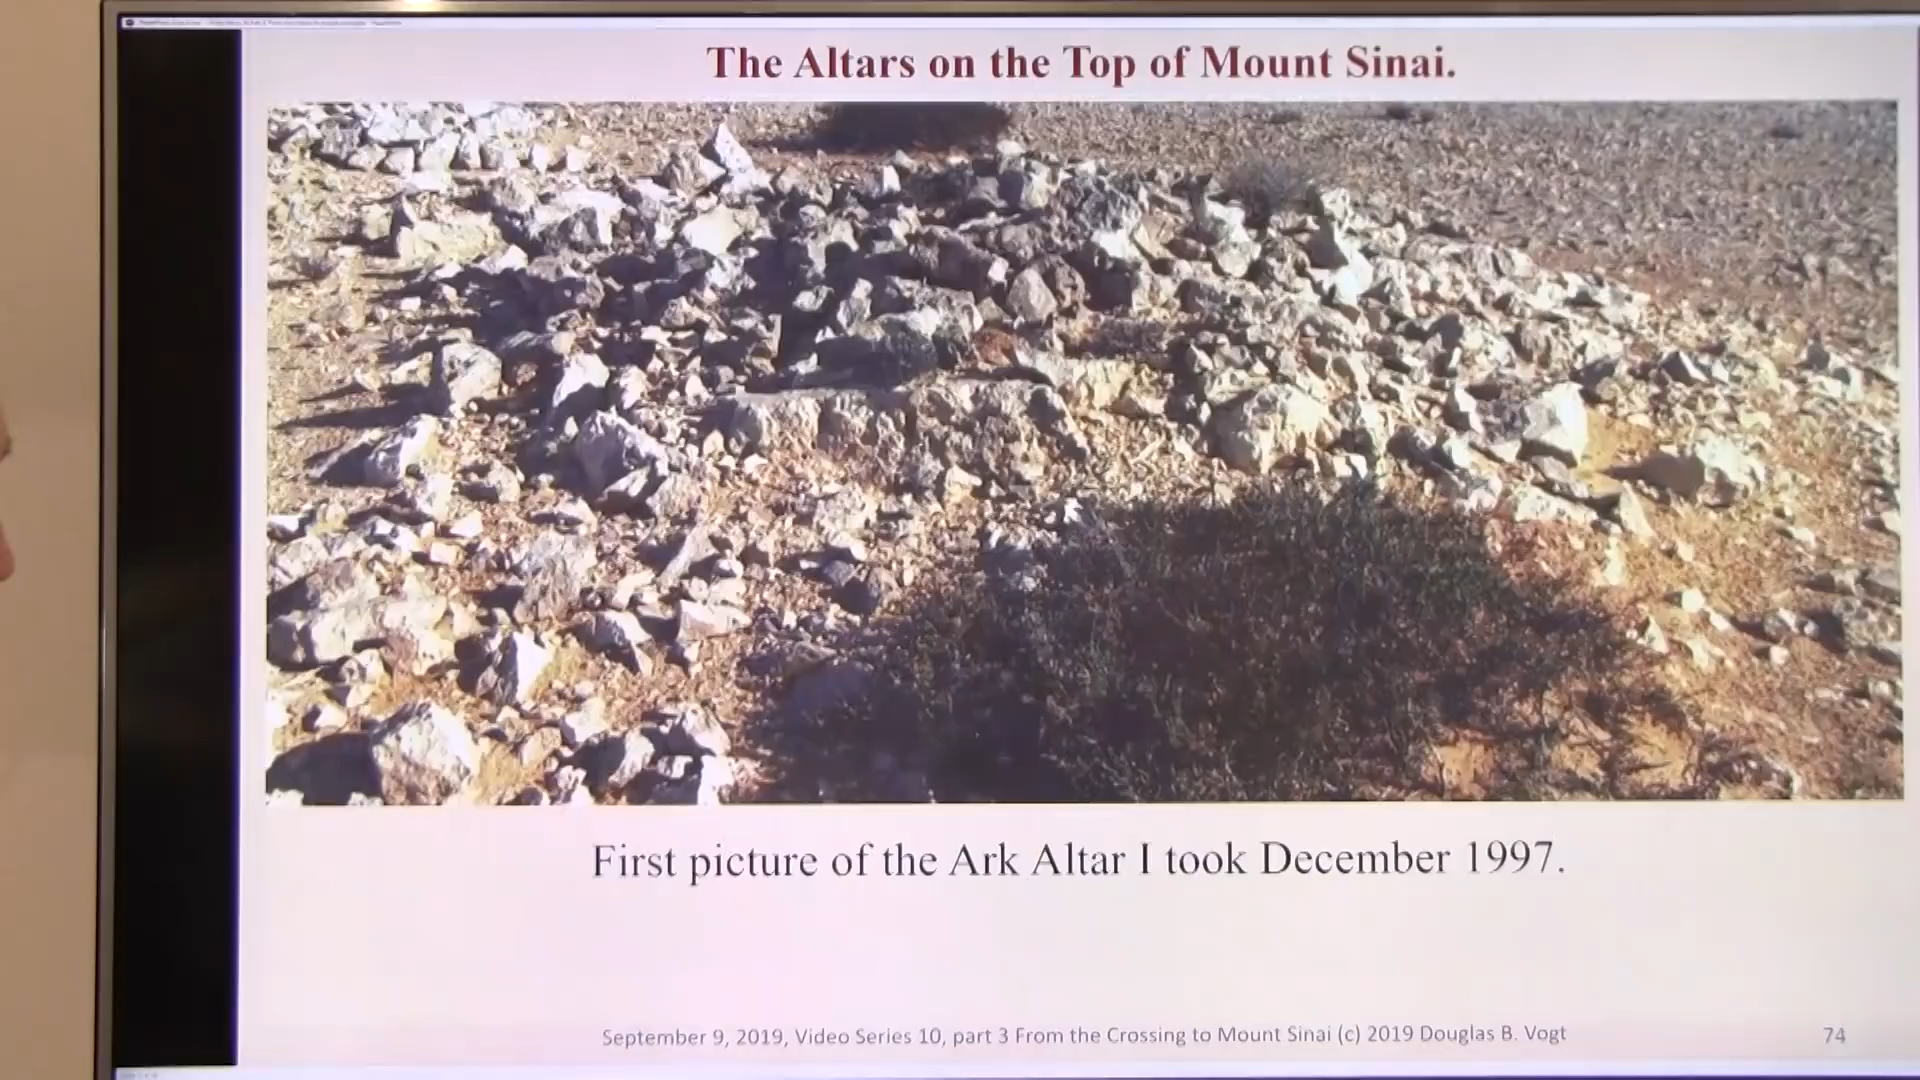 The Altars on the Top of Mount Sinai.
First picture of the Ark Altar I took December 1997.
September 9, 2019, Video Series 10, part 3 From the Crossing to Mount Sinai (c) 2019 Douglas B. Vogt
74